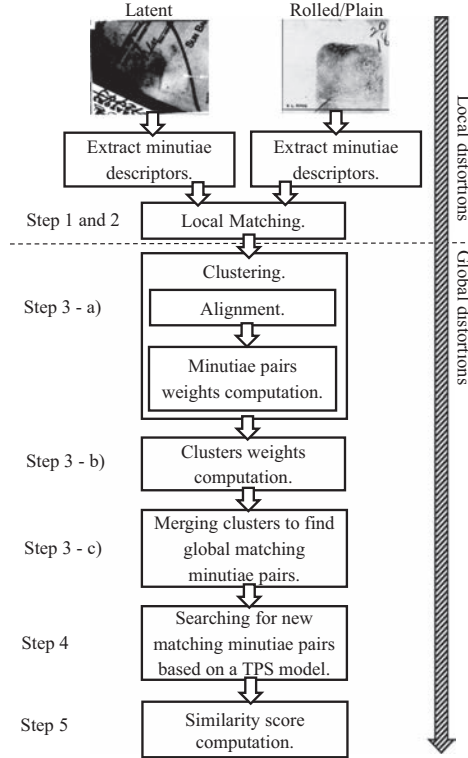 Latent
Rolled/Plain
Extract minutiae
descriptors.
Extract minutiae
descriptors.
Step 1 and 2
Local Matching.
Local distortions
Global distortions
Clustering.
Step 3 - a)
Alignment.
Minutiae pairs
weights computation.
Step 3 - b)
Clusters weights
computation.
Step 3 - c)
Merging clusters to find
global matching
minutiae pairs.
Step 4
Searching for new
matching minutiae pairs
based on a TPS model.
Step 5
Similarity score
computation.